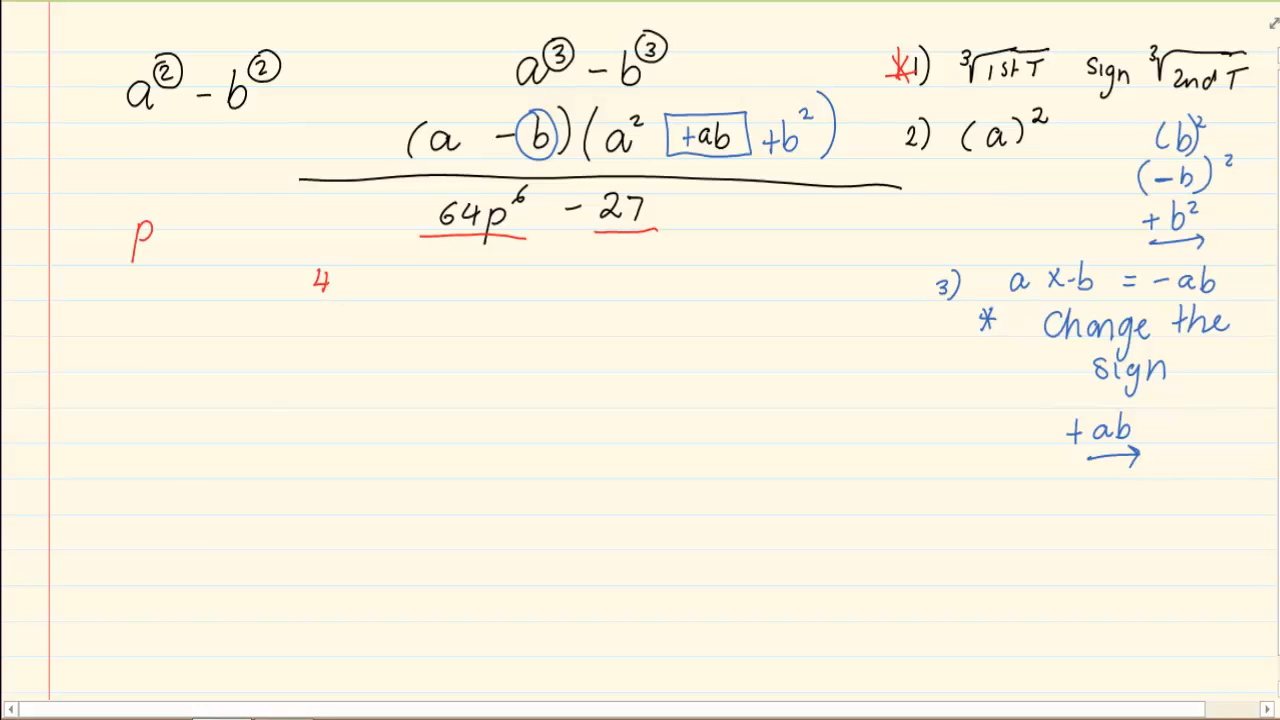 a² - b²
a³ - b³
(a - b)(a² +ab +b²)
64p⁶ - 27
p
4
*1) ∛1st T sign ∛2nd T
2) (a)² (b)²
(-b)²
+ b²
3) a x-b = - ab
* Change the
sign
+ ab